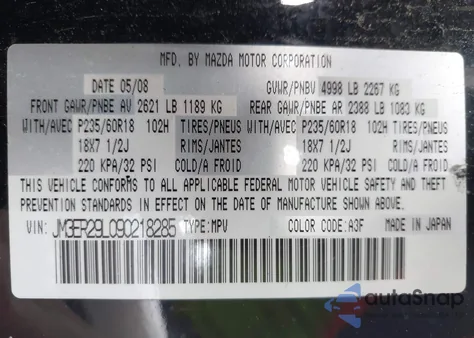 MFD. BY MAZDA MOTOR CORPORATION
DATE 05/08 GVWR/PNBV 4998 LB 2267 KG
FRONT GAWR/PNBE AV 2621 LB 1189 KG REAR GAWR/PNBE AR 2388 LB 1083 KG
WITH/AVEC P235/60R18 102H TIRES/PNEUS WITH/AVEC P235/60R18 102H TIRES/PNEUS
18X7 1/2J RIMS/JANTES 18X7 1/2J RIMS/JANTES
220 KPA/32 PSI COLD/A FROID 220 KPA/32 PSI COLD/A FROID
THIS VEHICLE CONFORMS TO ALL APPLICABLE FEDERAL MOTOR VEHICLE SAFETY AND THEFT
PREVENTION STANDARDS IN EFFECT ON THE DATE OF MANUFACTURE SHOWN ABOVE.
VIN: JM3ER29L090218285 TYPE:MPV COLOR CODE: A3F MADE IN JAPAN
autoSnap